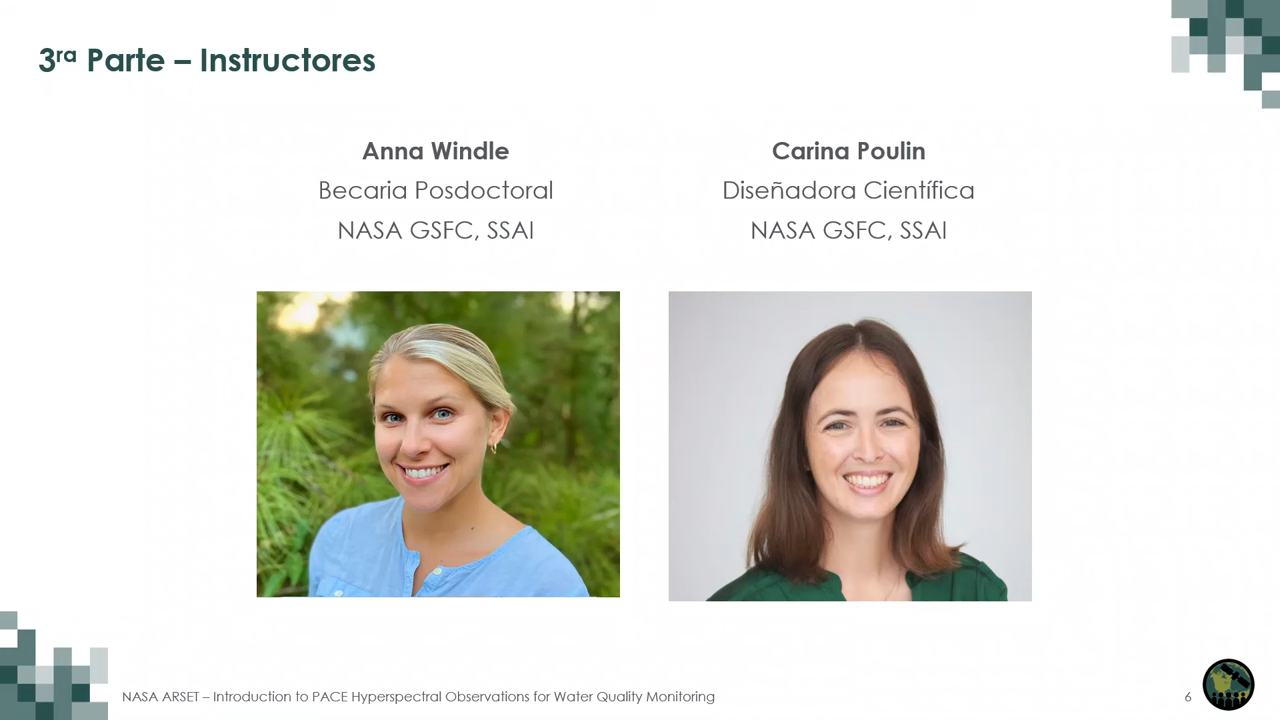 3ra Parte – Instructores
Anna Windle
Becaria Posdoctoral
NASA GSFC, SSAI
Carina Poulin
Diseñadora Científica
NASA GSFC, SSAI
NASA ARSET – Introduction to PACE Hyperspectral Observations for Water Quality Monitoring
6